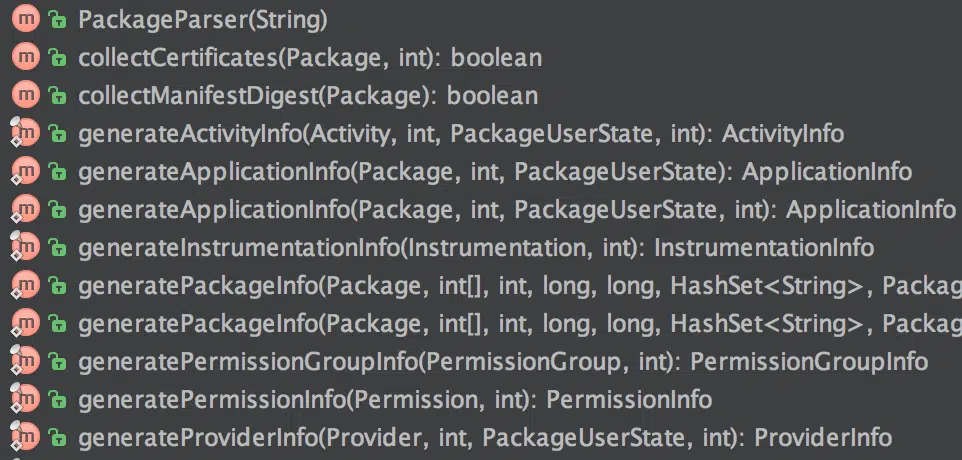 PackageParser(String)
collectCertificates(Package, int): boolean
collectManifestDigest(Package): boolean
generateActivityInfo(Activity, int, PackageUserState, int): ActivityInfo
generateApplicationInfo(Package, int, PackageUserState): ApplicationInfo
generateApplicationInfo(Package, int, PackageUserState, int): ApplicationInfo
generateInstrumentationInfo(Instrumentation, int): InstrumentationInfo
generatePackageInfo(Package, int[], int, long, long, HashSet<String>, Packag
generatePackageInfo(Package, int[], int, long, long, HashSet<String>, Packag
generatePermissionGroupInfo(PermissionGroup, int): PermissionGroupInfo
generatePermissionInfo(Permission, int): PermissionInfo
generateProviderInfo(Provider, int, PackageUserState, int): ProviderInfo